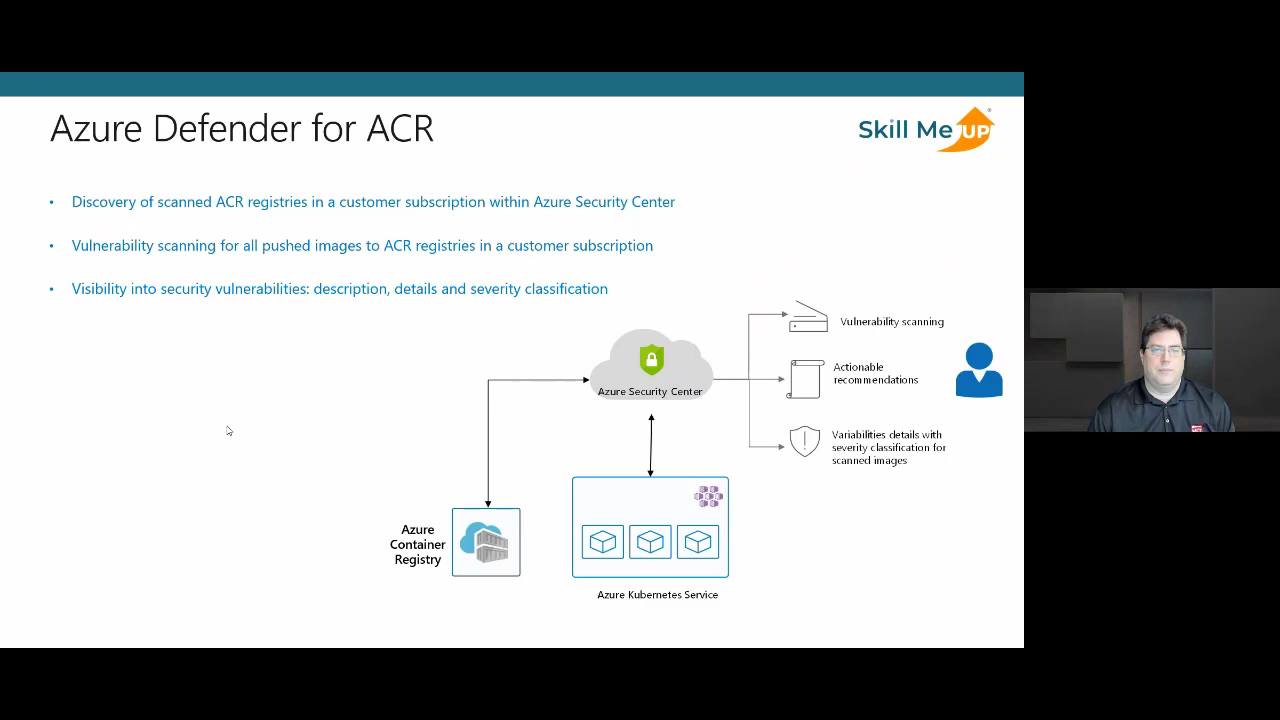 Azure Defender for ACR
Skill Me UP
• Discovery of scanned ACR registries in a customer subscription within Azure Security Center
• Vulnerability scanning for all pushed images to ACR registries in a customer subscription
• Visibility into security vulnerabilities: description, details and severity classification
Vulnerability scanning
Azure Security Center
Actionable
recommendations
Variabilities details with
severity classification for
scanned images
Azure
Container
Registry
Azure Kubernetes Service